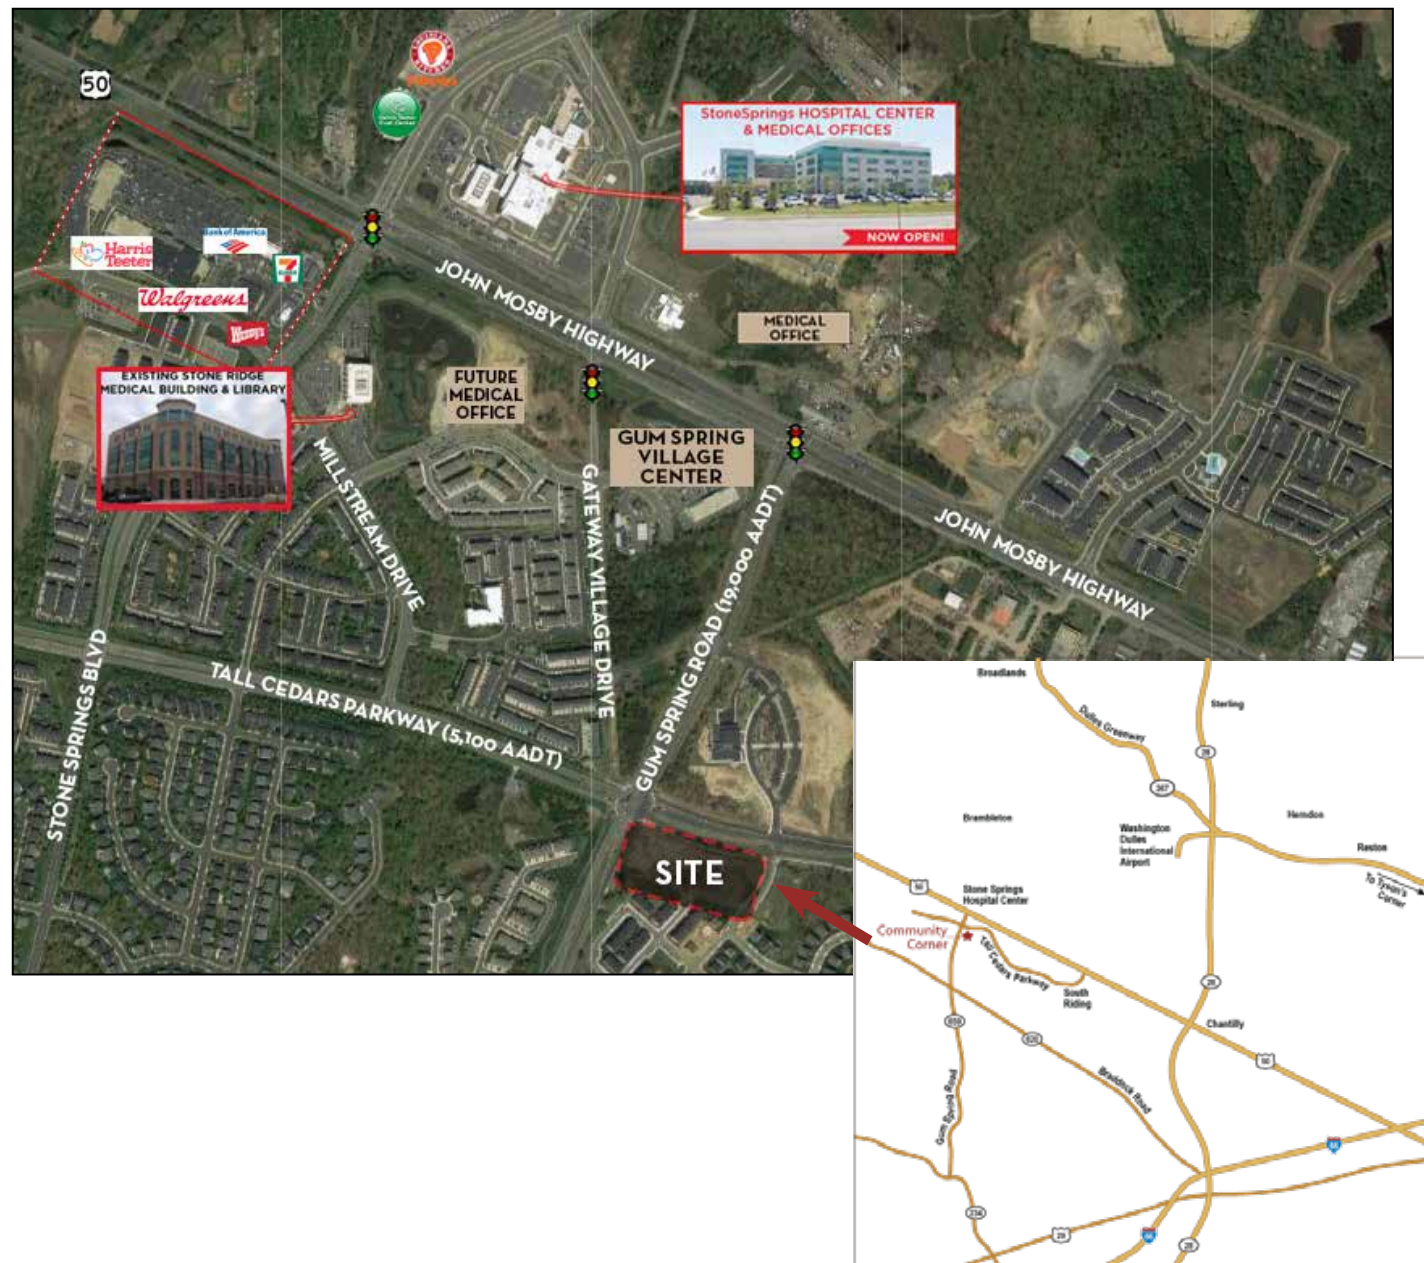 50
LOUISIANA
KITCHEN
StoneSprings HOSPITAL CENTER
& MEDICAL OFFICES
NOW OPEN!
Harris
Teeter
Bank of America
7
Walgreens
Wendy's
JOHN MOSBY HIGHWAY
MEDICAL
OFFICE
EXISTING STONE RIDGE
MEDICAL BUILDING & LIBRARY
FUTURE
MEDICAL
OFFICE
GUM SPRING
VILLAGE
CENTER
MILLSTREAM DRIVE
GATEWAY VILLAGE DRIVE
GUM SPRING ROAD (19,000 AADT)
JOHN MOSBY HIGHWAY
STONE SPRINGS BLVD
TALL CEDARS PARKWAY (5,100 AADT)
SITE
Broadlands
Sterling
Dulles Greenway
28
267
Brambleton
Washington
Dulles
International
Airport
Herndon
Reston
To Tyson's
Corner
50
Stone Springs
Hospital Center
Community
Corner
Tall Cedars Parkway
South
Riding
28
Chantilly
659
620
50
Braddock Road
Gum Spring Road
66
234
29
66
28